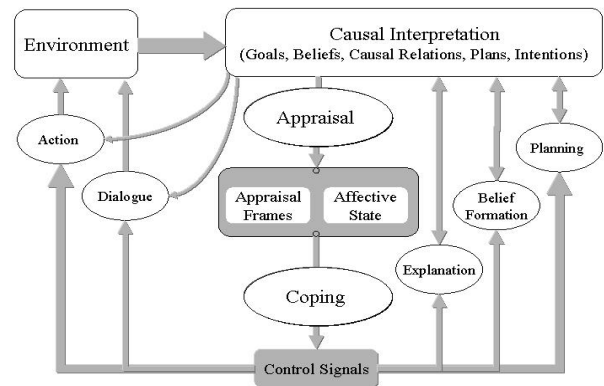 Environment
Causal Interpretation
(Goals, Beliefs, Causal Relations, Plans, Intentions)
Appraisal
Action
Planning
Dialogue
Appraisal
Frames
Affective
State
Belief
Formation
Explanation
Coping
Control Signals